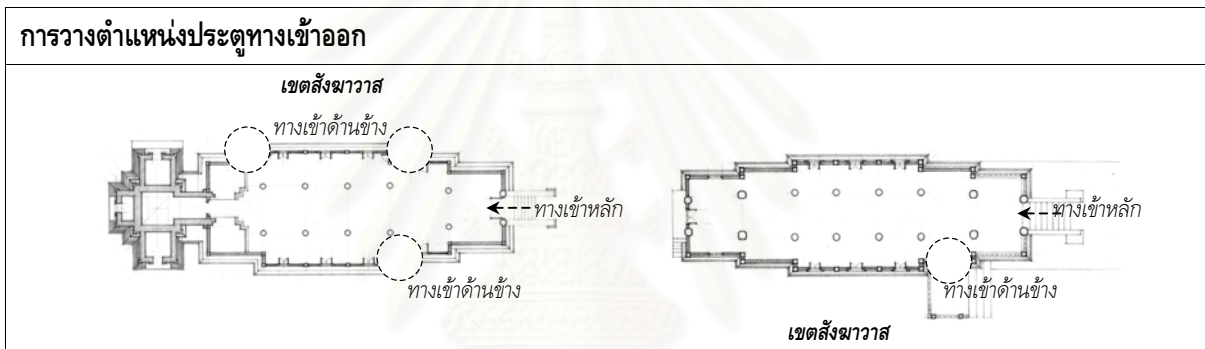 การวางตำแหน่งประตูทางเข้าออก
เขตสังฆาวาส
ทางเข้าด้านข้าง
ทางเข้าหลัก
ทางเข้าด้านข้าง
ทางเข้าหลัก
ทางเข้าด้านข้าง
เขตสังฆาวาส